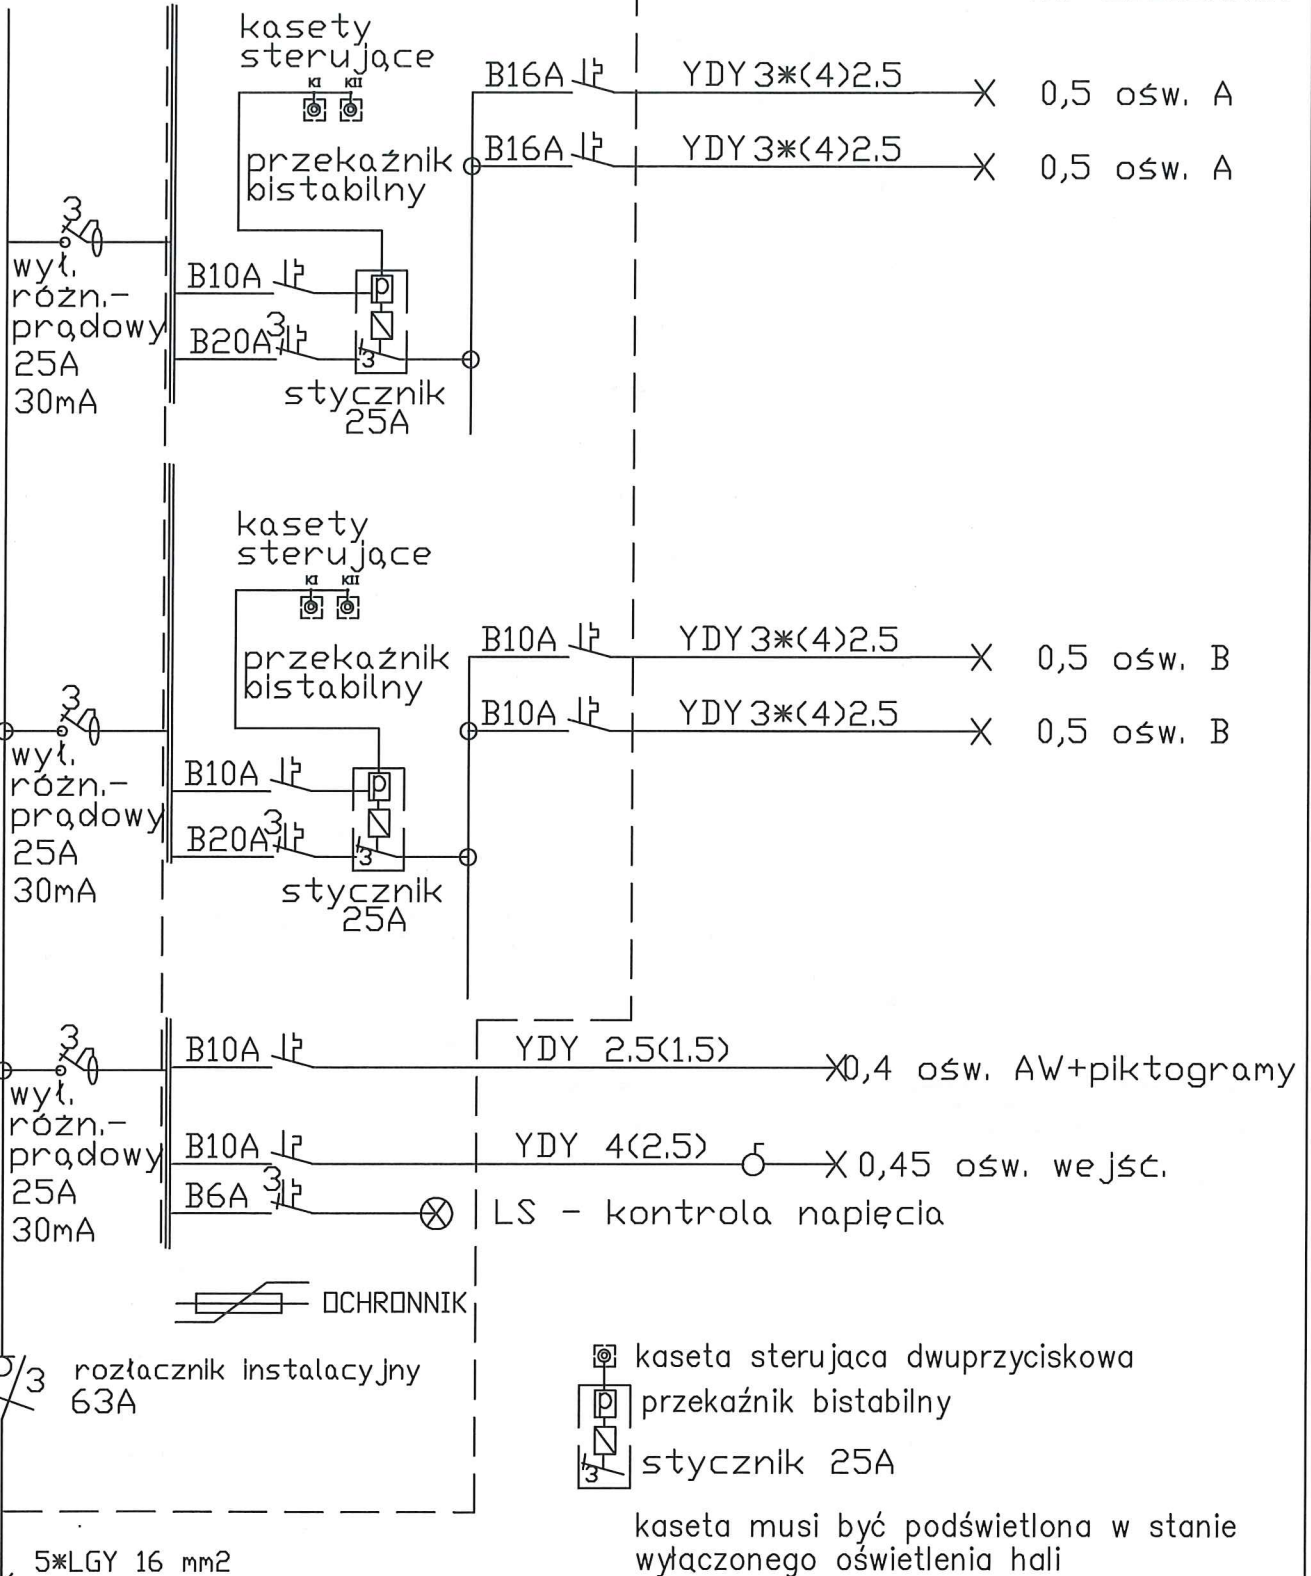 kasety
sterujące
KI KII
B16A YDY 3*(4)2.5 0,5 ośw. A
przekaźnik
bistabilny
B16A YDY 3*(4)2.5 0,5 ośw. A
3
wył.
różn.-
prądowy
25A
30mA
B10A p
B20A 3 3
stycznik
25A
kasety
sterujące
KI KII
B10A YDY 3*(4)2.5 0,5 ośw. B
przekaźnik
bistabilny
B10A YDY 3*(4)2.5 0,5 ośw. B
3
wył.
różn.-
prądowy
25A
30mA
B10A p
B20A 3 3
stycznik
25A
3
wył.
różn.-
prądowy
25A
30mA
B10A YDY 2.5(1.5) 0,4 ośw. AW+piktogramy
B10A YDY 4(2.5) 0,45 ośw. wejść.
B6A 3 LS - kontrola napięcia
OCHRONNIK
3 rozłacznik instalacyjny
63A
kaseta sterująca dwuprzyciskowa
p przekaźnik bistabilny
3 stycznik 25A
kaseta musi być podświetlona w stanie
wyłączonego oświetlenia hali
5*LGY 16 mm2